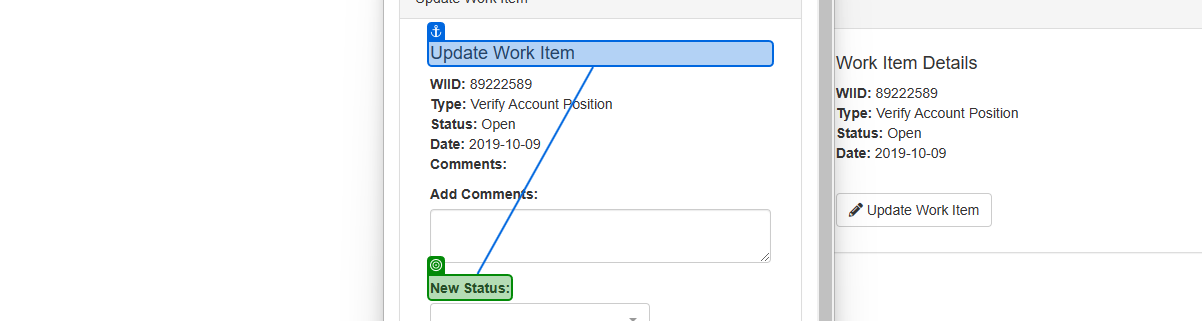 Update Work Item
Update Work Item
WIID: 89222589
Type: Verify Account Position
Status: Open
Date: 2019-10-09
Comments:
Add Comments:
New Status:
Work Item Details
WIID: 89222589
Type: Verify Account Position
Status: Open
Date: 2019-10-09
Update Work Item